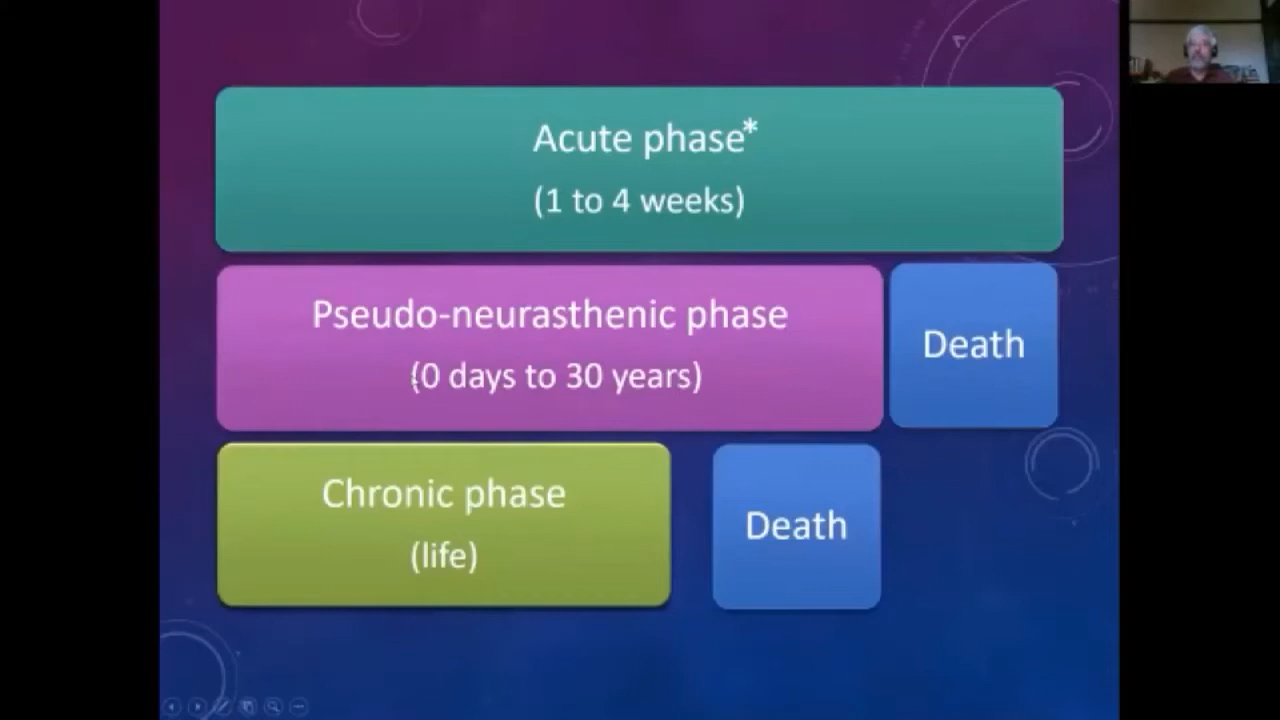 Acute phase*
(1 to 4 weeks)
Pseudo-neurasthenic phase
(0 days to 30 years)
Death
Chronic phase
(life)
Death